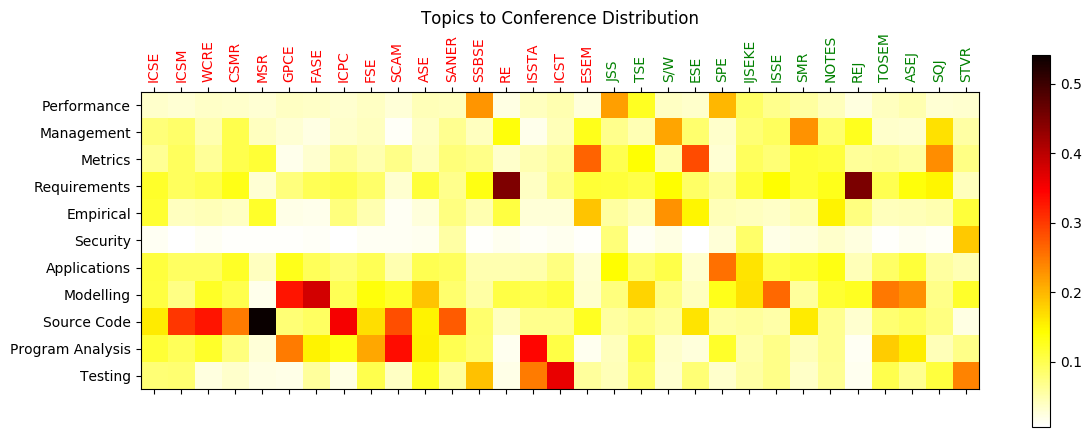 Topics to Conference Distribution
ICSE ICSM WCRE CSMR MSR GPCE FASE ICPC FSE SCAM ASE SANER SSBSE RE ISSTA ICST ESEM JSS TSE S/W ESE SPE IJSEKE ISSE SMR NOTES REJ TOSEM ASEJ SQJ STVR
Performance
Management
Metrics
Requirements
Empirical
Security
Applications
Modelling
Source Code
Program Analysis
Testing
0.5
0.4
0.3
0.2
0.1